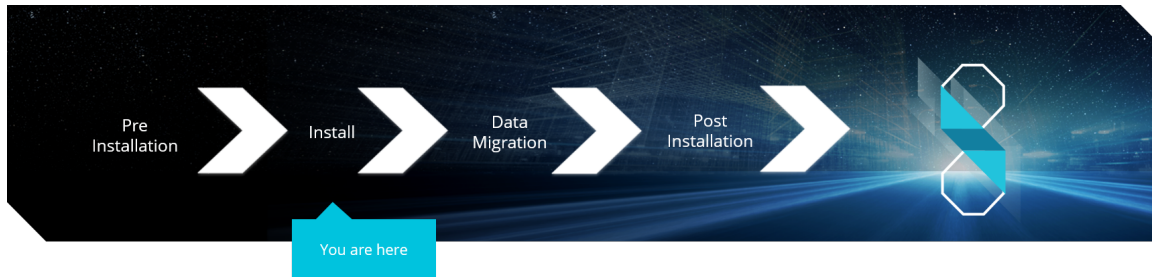 Pre
Installation
Install
Data
Migration
Post
Installation
You are here